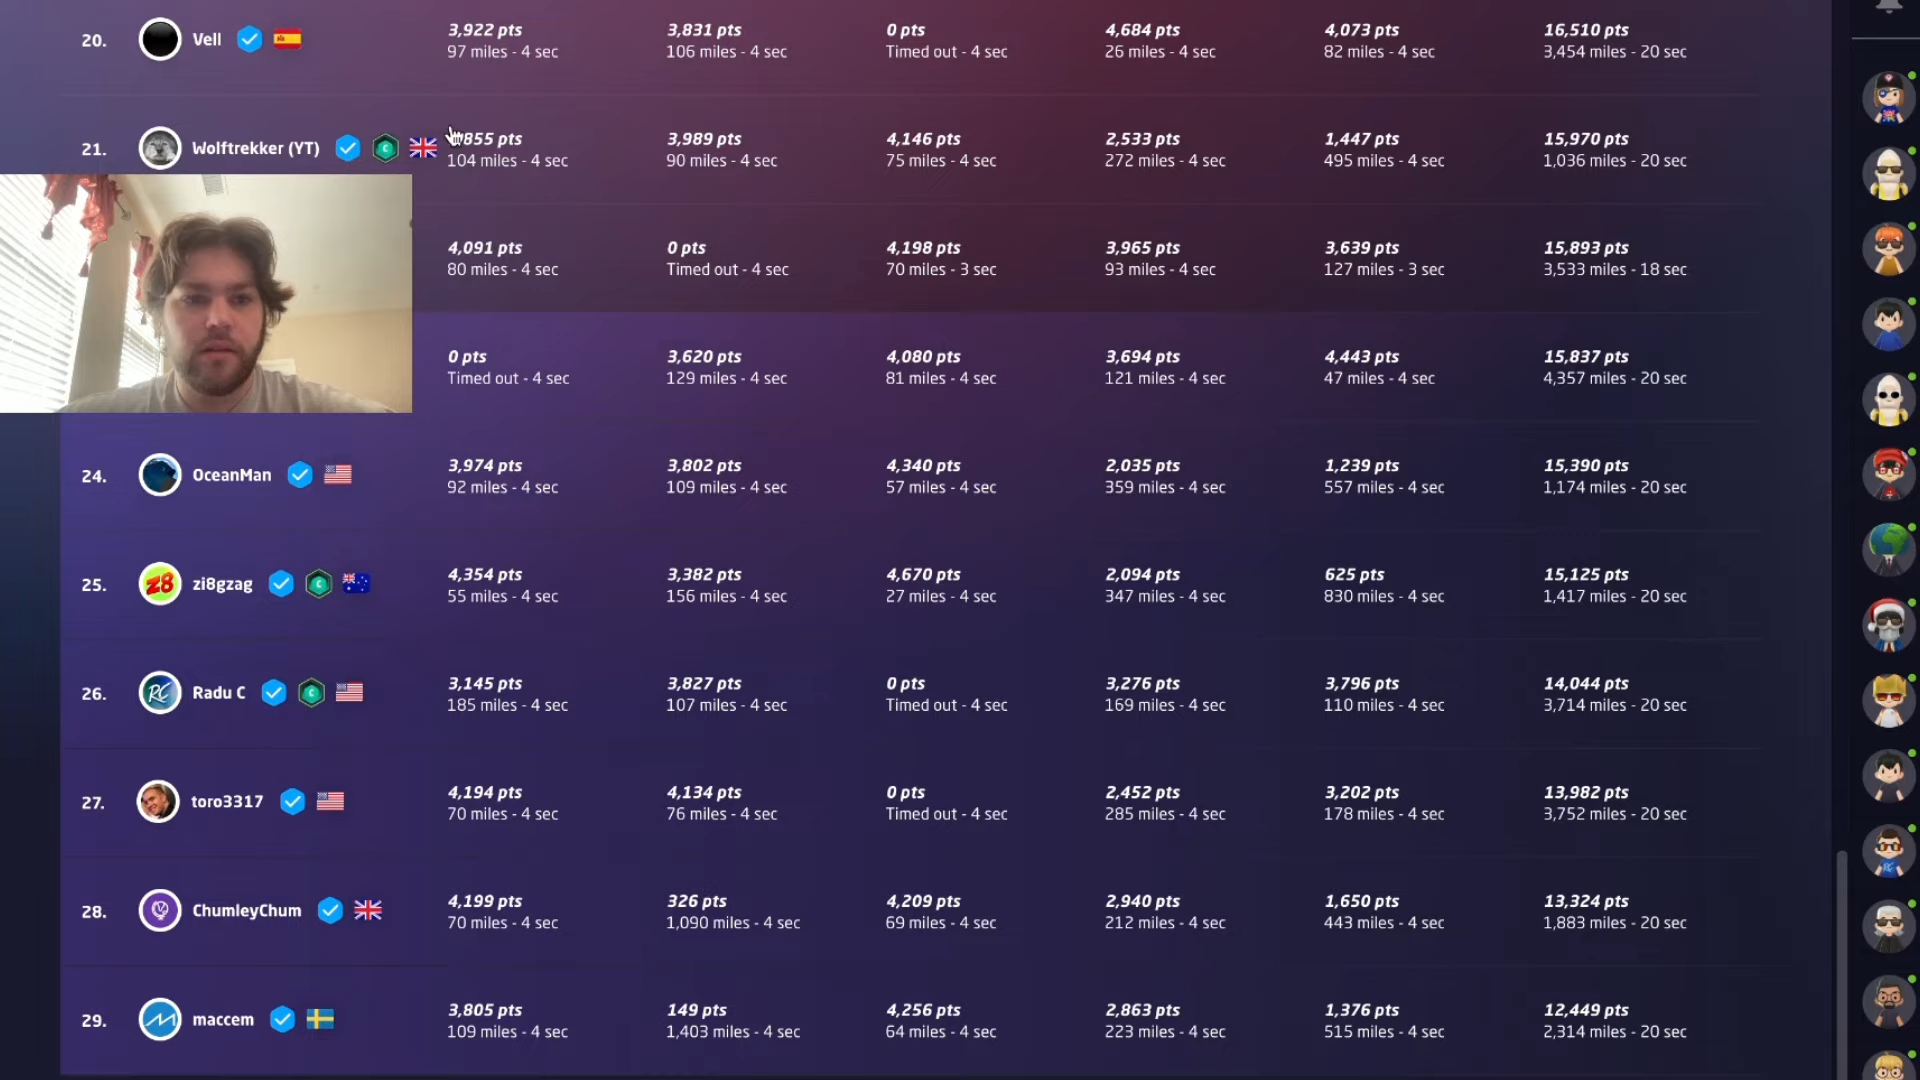 20. Vell 3,922 pts 3,831 pts 0 pts 4,684 pts 4,073 pts 16,510 pts
97 miles - 4 sec 106 miles - 4 sec Timed out - 4 sec 26 miles - 4 sec 82 miles - 4 sec 3,454 miles - 20 sec
21. Wolftrekker (YT) 855 pts 3,989 pts 4,146 pts 2,533 pts 1,447 pts 15,970 pts
104 miles - 4 sec 90 miles - 4 sec 75 miles - 4 sec 272 miles - 4 sec 495 miles - 4 sec 1,036 miles - 20 sec
4,091 pts 0 pts 4,198 pts 3,965 pts 3,639 pts 15,893 pts
80 miles - 4 sec Timed out - 4 sec 70 miles - 3 sec 93 miles - 4 sec 127 miles - 3 sec 3,533 miles - 18 sec
0 pts 3,620 pts 4,080 pts 3,694 pts 4,443 pts 15,837 pts
Timed out - 4 sec 129 miles - 4 sec 81 miles - 4 sec 121 miles - 4 sec 47 miles - 4 sec 4,357 miles - 20 sec
24. OceanMan 3,974 pts 3,802 pts 4,340 pts 2,035 pts 1,239 pts 15,390 pts
92 miles - 4 sec 109 miles - 4 sec 57 miles - 4 sec 359 miles - 4 sec 557 miles - 4 sec 1,174 miles - 20 sec
25. Z8 zi8gzag C 4,354 pts 3,382 pts 4,670 pts 2,094 pts 625 pts 15,125 pts
55 miles - 4 sec 156 miles - 4 sec 27 miles - 4 sec 347 miles - 4 sec 830 miles - 4 sec 1,417 miles - 20 sec
26. RC Radu C C 3,145 pts 3,827 pts 0 pts 3,276 pts 3,796 pts 14,044 pts
185 miles - 4 sec 107 miles - 4 sec Timed out - 4 sec 169 miles - 4 sec 110 miles - 4 sec 3,714 miles - 20 sec
27. toro3317 4,194 pts 4,134 pts 0 pts 2,452 pts 3,202 pts 13,982 pts
70 miles - 4 sec 76 miles - 4 sec Timed out - 4 sec 285 miles - 4 sec 178 miles - 4 sec 3,752 miles - 20 sec
28. ChumleyChum 4,199 pts 326 pts 4,209 pts 2,940 pts 1,650 pts 13,324 pts
70 miles - 4 sec 1,090 miles - 4 sec 69 miles - 4 sec 212 miles - 4 sec 443 miles - 4 sec 1,883 miles - 20 sec
29. maccem 3,805 pts 149 pts 4,256 pts 2,863 pts 1,376 pts 12,449 pts
109 miles - 4 sec 1,403 miles - 4 sec 64 miles - 4 sec 223 miles - 4 sec 515 miles - 4 sec 2,314 miles - 20 sec